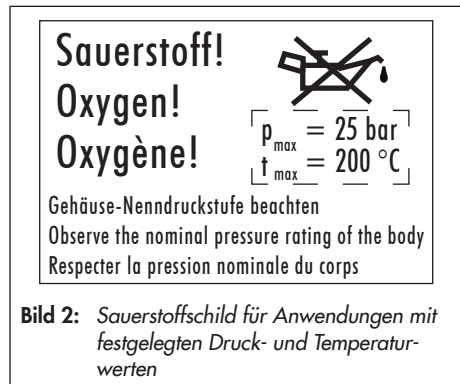 Sauerstoff!
Oxygen!
Oxygène!
p max = 25 bar
t max = 200 °C
Gehäuse-Nenndruckstufe beachten
Observe the nominal pressure rating of the body
Respecter la pression nominale du corps
Bild 2: Sauerstoffschild für Anwendungen mit
festgelegten Druck- und Temperatur-
werten